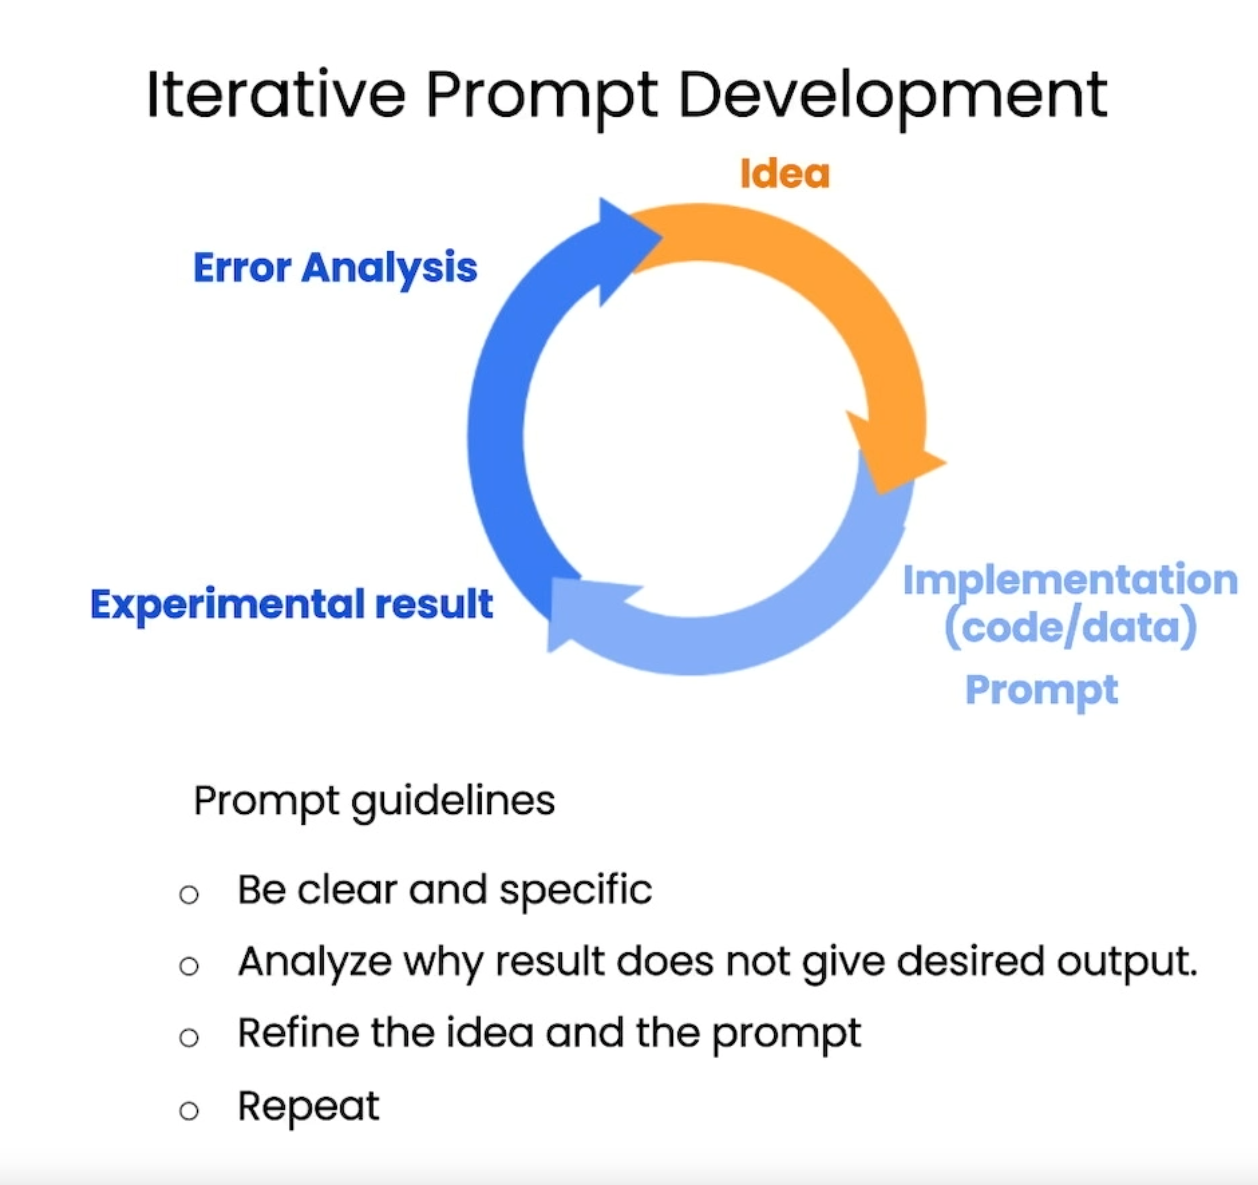 Iterative Prompt Development
Idea
Error Analysis
Experimental result
Implementation
(code/data)
Prompt
Prompt guidelines
Be clear and specific
Analyze why result does not give desired output.
Refine the idea and the prompt
Repeat